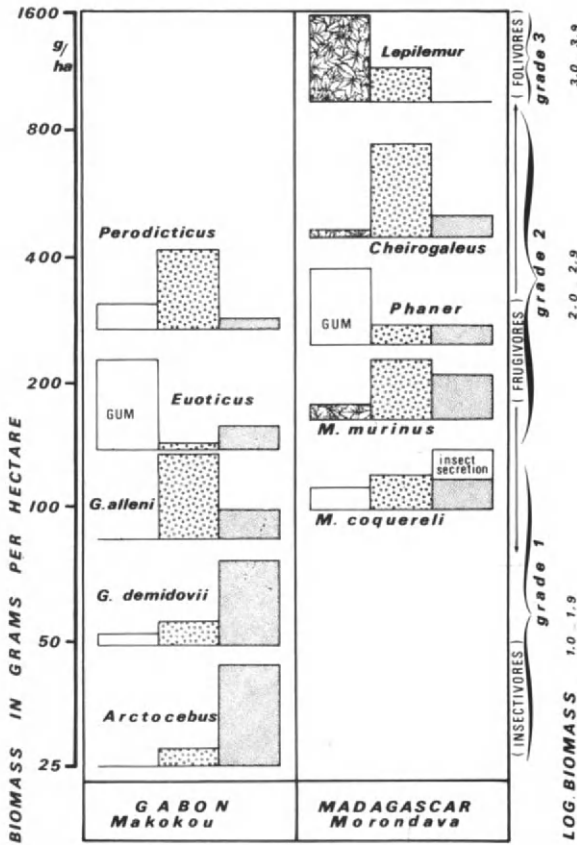 1600
g/
ha
800
400
200
100
50
25
BIOMASS IN GRAMS PER HECTARE
Perodicticus
GUM
Euoticus
G.alleni
G. demidovii
Arctocebus
GABON
Makokou
Lepilemur
Cheirogaleus
GUM
Phaner
M. murinus
insect
secretion
M. coquereli
MADAGASCAR
Morondava
(FOLIVORES)
grade 3
(FRUGIVORES)
grade 2
(INSECTIVORES)
grade 1
3.0 _ 3.9
2.0 _ 2.9
1.0 _ 1.9
LOG. BIOMASS